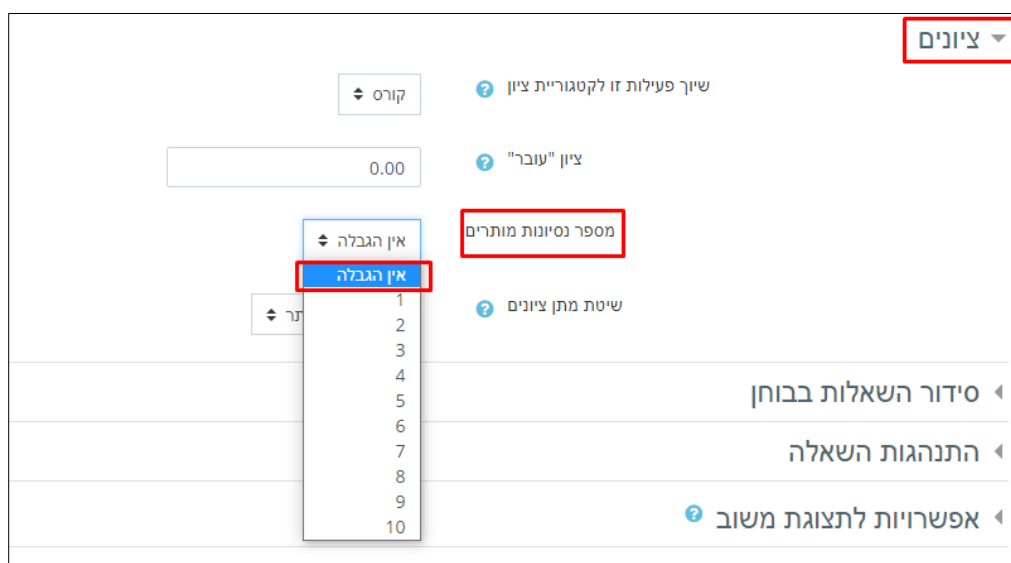 ציונים
שיוך פעילות זו לקטגוריית ציון
קורס
ציון "עובר"
0.00
מספר נסיונות מותרים
אין הגבלה
אין הגבלה
1
2
3
4
5
6
7
8
9
10
שיטת מתן ציונים
סידור השאלות בבוחן
התנהגות השאלה
אפשרויות לתצוגת משוב